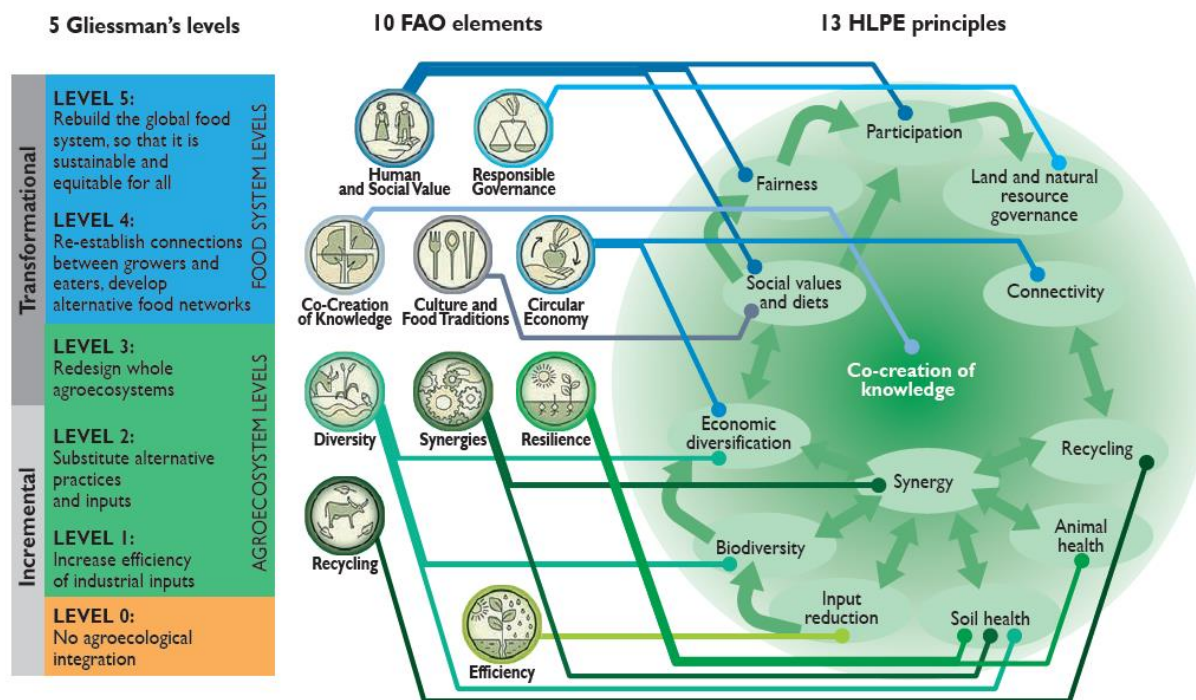 5 Gliessman's levels
10 FAO elements
13 HLPE principles
Transformational
Incremental
LEVEL 5:
Rebuild the global food
system, so that it is
sustainable and
equitable for all
LEVEL 4:
Re-establish connections
between growers and
eaters, develop
alternative food networks
FOOD SYSTEM LEVELS
LEVEL 3:
Redesign whole
agroecosystems
LEVEL 2:
Substitute alternative
practices
and inputs
LEVEL 1:
Increase efficiency
of industrial inputs
AGROECOSYSTEM LEVELS
LEVEL 0:
No agroecological
integration
Human
and Social Value
Responsible
Governance
Co-Creation
of Knowledge
Culture and
Food Traditions
Circular
Economy
Diversity
Synergies
Resilience
Recycling
Efficiency
Participation
Fairness
Land and natural
resource
governance
Social values
and diets
Connectivity
Co-creation of
knowledge
Economic
diversification
Synergy
Recycling
Biodiversity
Animal
health
Input
reduction
Soil health